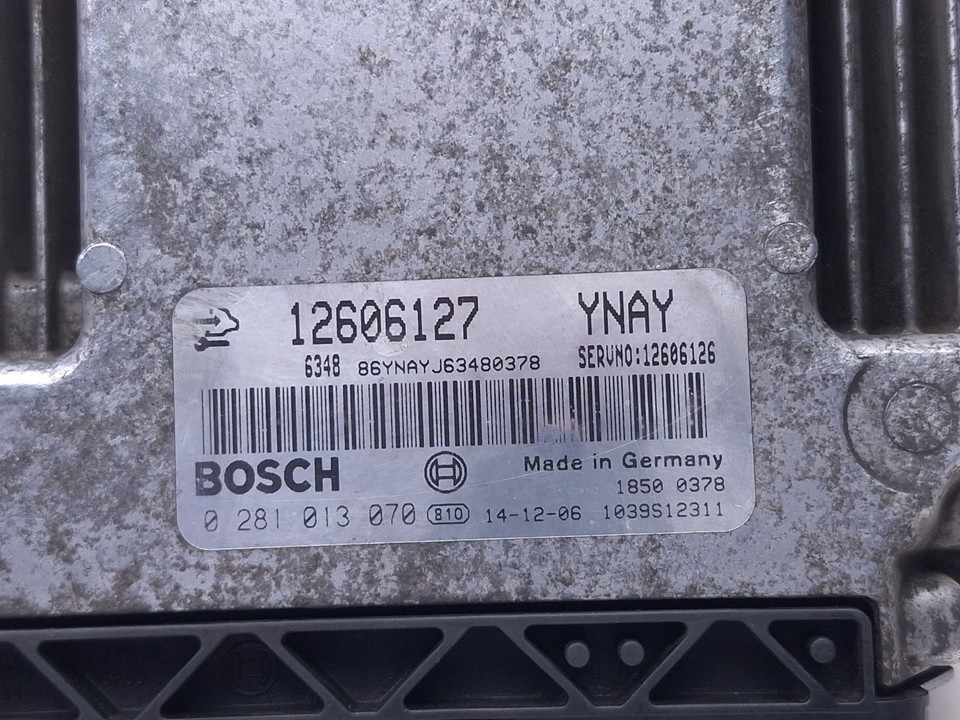 12606127 YNAY
6348 86YNAYJ63480378 SERVNO:12606126
BOSCH Made in Germany
1850 0378
0 281 013 070 810 14-12-06 1039S12311